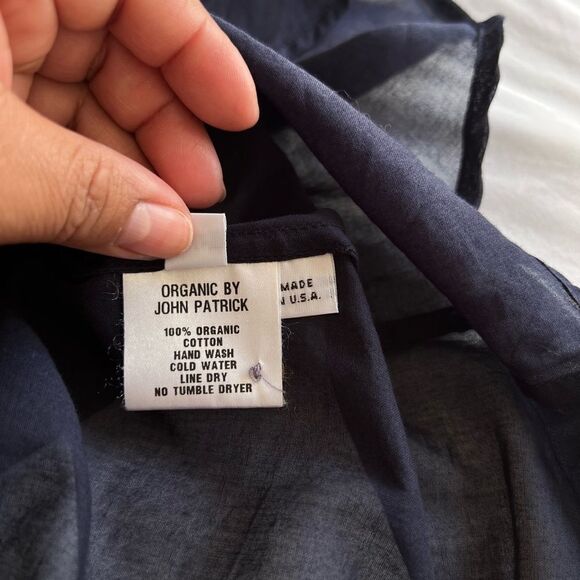 ORGANIC BY
JOHN PATRICK
100% ORGANIC
COTTON
HAND WASH
COLD WATER
LINE DRY
NO TUMBLE DRYER
MADE
U.S.A.